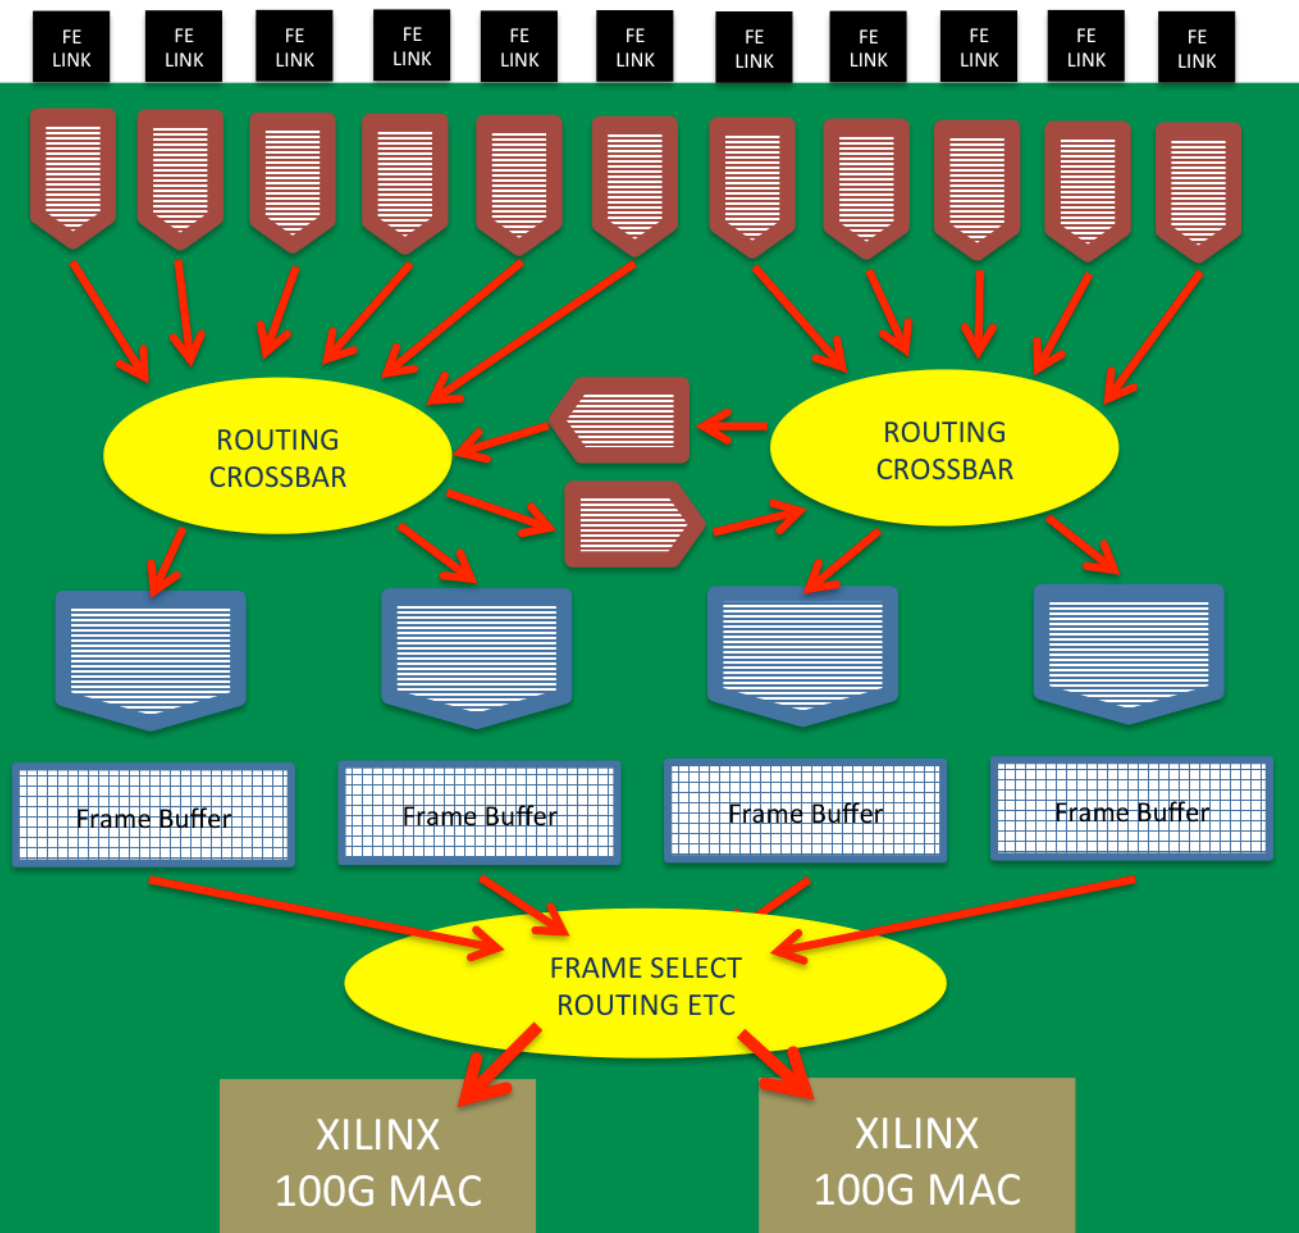 FE
LINK
FE
LINK
FE
LINK
FE
LINK
FE
LINK
FE
LINK
FE
LINK
FE
LINK
FE
LINK
FE
LINK
FE
LINK
ROUTING
CROSSBAR
ROUTING
CROSSBAR
Frame Buffer
Frame Buffer
Frame Buffer
Frame Buffer
FRAME SELECT
ROUTING ETC
XILINX
100G MAC
XILINX
100G MAC